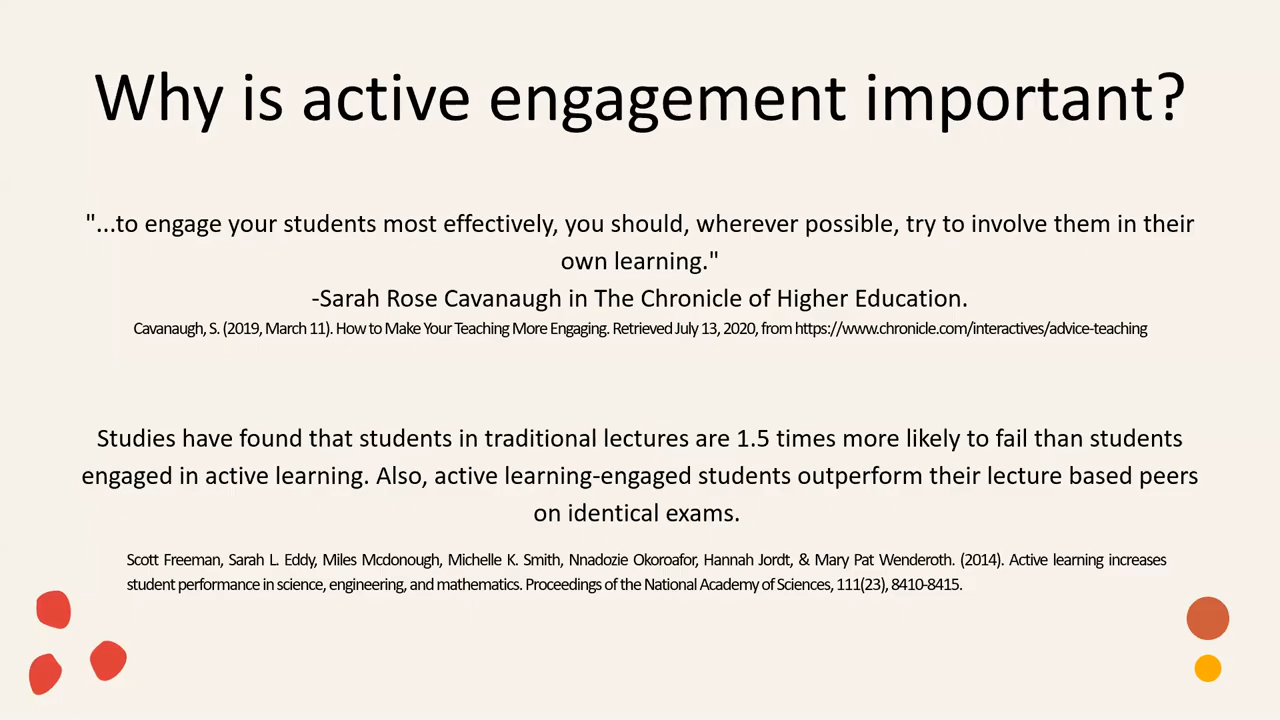 Why is active engagement important?
"...to engage your students most effectively, you should, wherever possible, try to involve them in their
own learning."
-Sarah Rose Cavanaugh in The Chronicle of Higher Education.
Cavanaugh, S. (2019, March 11). How to Make Your Teaching More Engaging. Retrieved July 13, 2020, from https://www.chronicle.com/interactives/advice-teaching
Studies have found that students in traditional lectures are 1.5 times more likely to fail than students
engaged in active learning. Also, active learning-engaged students outperform their lecture based peers
on identical exams.
Scott Freeman, Sarah L. Eddy, Miles Mcdonough, Michelle K. Smith, Nnadozie Okoroafor, Hannah Jordt, & Mary Pat Wenderoth. (2014). Active learning increases
student performance in science, engineering, and mathematics. Proceedings of the National Academy of Sciences, 111(23), 8410-8415.